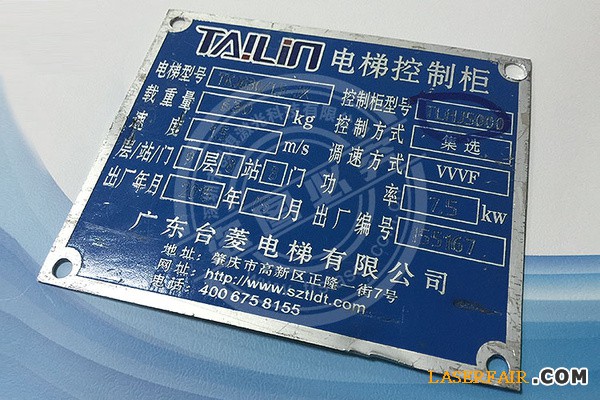 TAILIN 电梯控制柜
电梯型号 控制柜型号 TLHJ5000
载重量 kg 控制方式 集选
速 m/s 调速方式 VVVF
层/站/门 层 站 门 功 率 7.5 kw
出厂年月 年 月 出厂编号 155167
广东台菱电梯有限公司
地址: 肇庆市高新区正隆一街7号
网址: http://www.sztldt.com
电话: 400 675 8155
LASERFAIR.COM